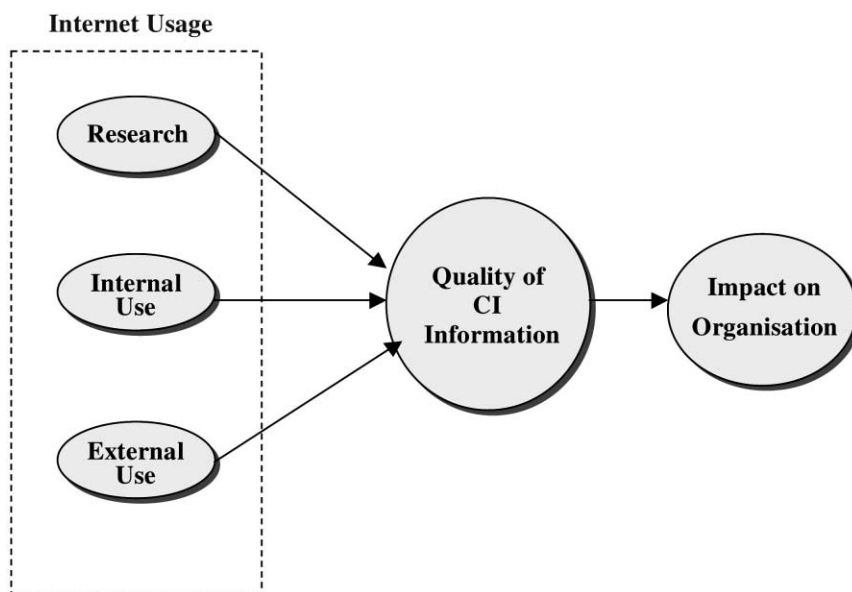 Internet Usage
Research
Internal
Use
External
Use
Quality of
CI
Information
Impact on
Organisation